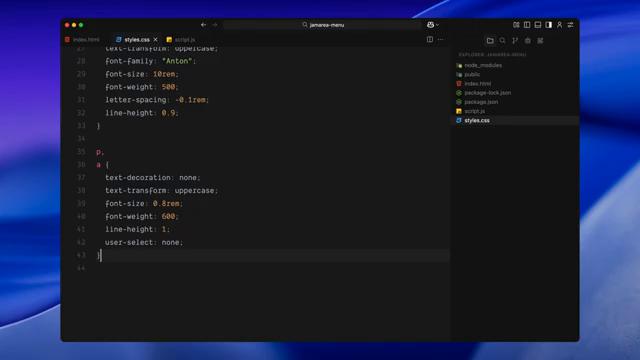 jamarea-menu
index.html
styles.css
script.js
EXPLORER: JAMAREA-MENU
27 text-transform: uppercase;
28 font-family: "Anton";
29 font-size: 10rem;
30 font-weight: 500;
31 letter-spacing: -0.1rem;
32 line-height: 0.9;
33 }
34
35 p,
36 a {
37 text-decoration: none;
38 text-transform: uppercase;
39 font-size: 0.8rem;
40 font-weight: 600;
41 line-height: 1;
42 user-select: none;
43 }
44
node_modules
public
index.html
package-lock.json
package.json
script.js
styles.css